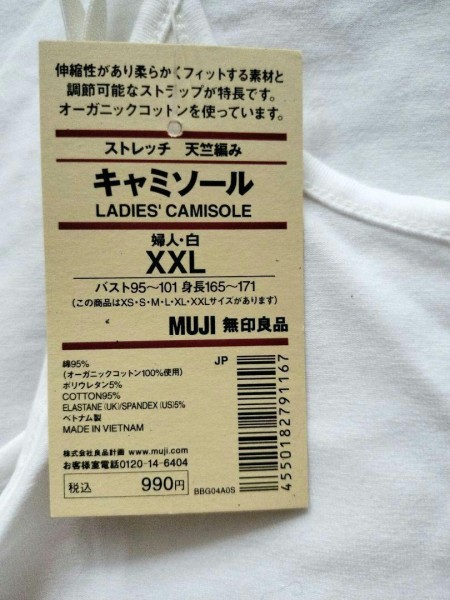 伸縮性があり柔らかくフィットする素材と
調節可能なストラップが特長です。
オーガニックコットンを使っています。
ストレッチ 天竺編み
キャミソール
LADIES' CAMISOLE
婦人・白
XXL
バスト95〜101 身長165〜171
(この商品はXS・S・M・L・XL・XXLサイズがあります)
MUJI 無印良品
JP
綿95%
(オーガニックコットン100%使用)
ポリウレタン5%
COTTON95%
ELASTANE (UK)/SPANDEX (US)5%
ベトナム製
MADE IN VIETNAM
株式会社良品計画 www.muji.com
お客様室電話0120-14-6404
税込 990円
BBG04A0S
4550182791167